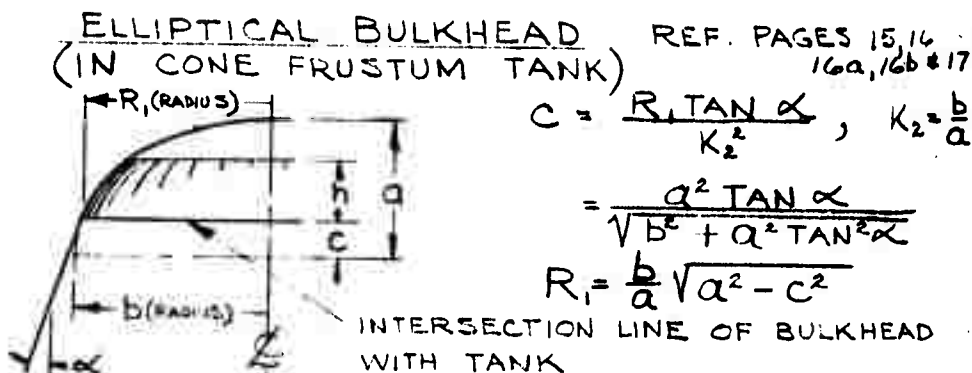 ELLIPTICAL BULKHEAD
(IN CONE FRUSTUM TANK)
REF. PAGES 15, 16
16a, 16b & 17
R₁ (RADIUS)
C = R₁ TAN α / K₂² , K₂ = b/a
= a² TAN α / √(b² + a² TAN² α)
R₁ = b/a √(a² - c²)
h
a
c
b (RADIUS)
α
℄
INTERSECTION LINE OF BULKHEAD
WITH TANK